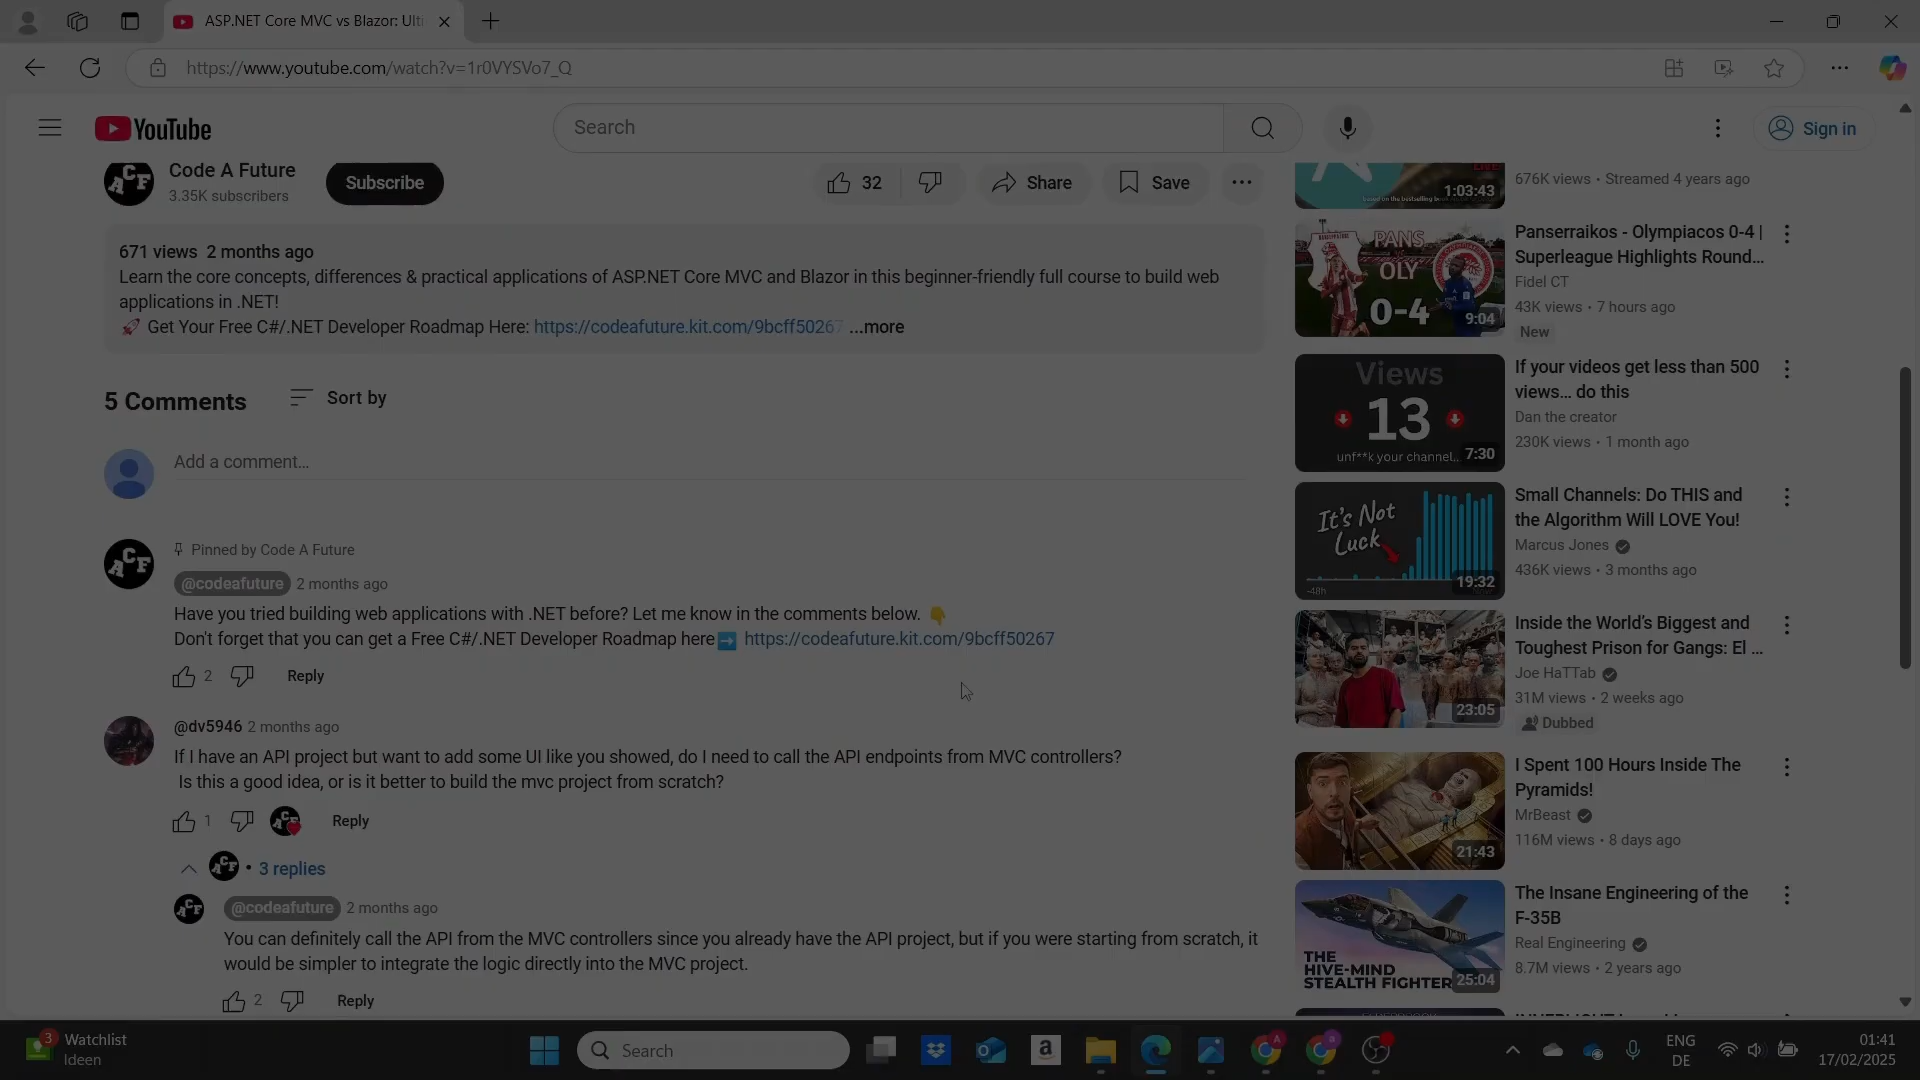 ASP.NET Core MVC vs Blazor: Ulti
https://www.youtube.com/watch?v=1r0VYSVo7_Q
YouTube
Search
Sign in
ACF
Code A Future
3.35K subscribers
Subscribe
32
Share
Save
671 views 2 months ago
Learn the core concepts, differences & practical applications of ASP.NET Core MVC and Blazor in this beginner-friendly full course to build web
applications in .NET!
🚀 Get Your Free C#/.NET Developer Roadmap Here: https://codeafuture.kit.com/9bcff50267 ...more
5 Comments
Sort by
Add a comment...
ACF
Pinned by Code A Future
@codeafuture 2 months ago
Have you tried building web applications with .NET before? Let me know in the comments below. 👇
Don't forget that you can get a Free C#/.NET Developer Roadmap here➡️ https://codeafuture.kit.com/9bcff50267
2
Reply
@dv5946 2 months ago
If I have an API project but want to add some UI like you showed, do I need to call the API endpoints from MVC controllers?
Is this a good idea, or is it better to build the mvc project from scratch?
1
ACF
Reply
ACF
• 3 replies
ACF
@codeafuture 2 months ago
You can definitely call the API from the MVC controllers since you already have the API project, but if you were starting from scratch, it
would be simpler to integrate the logic directly into the MVC project.
2
Reply
LIVE
1:03:43
676K views • Streamed 4 years ago
PANS
OLY
0-4
9:04
Panserraikos - Olympiacos 0-4 |
Superleague Highlights Round...
Fidel CT
43K views • 7 hours ago
New
Views
13
unf**k your channel...
7:30
If your videos get less than 500
views... do this
Dan the creator
230K views • 1 month ago
It's Not
Luck
-48h
19:32
Small Channels: Do THIS and
the Algorithm Will LOVE You!
Marcus Jones
436K views • 3 months ago
23:05
Inside the World's Biggest and
Toughest Prison for Gangs: El ...
Joe HaTTab
31M views • 2 weeks ago
Dubbed
21:43
I Spent 100 Hours Inside The
Pyramids!
MrBeast
116M views • 8 days ago
THE
HIVE-MIND
STEALTH FIGHTER
25:04
The Insane Engineering of the
F-35B
Real Engineering
8.7M views • 2 years ago
3
Watchlist
Ideen
Search
a
A
B
ENG
DE
01:41
17/02/2025